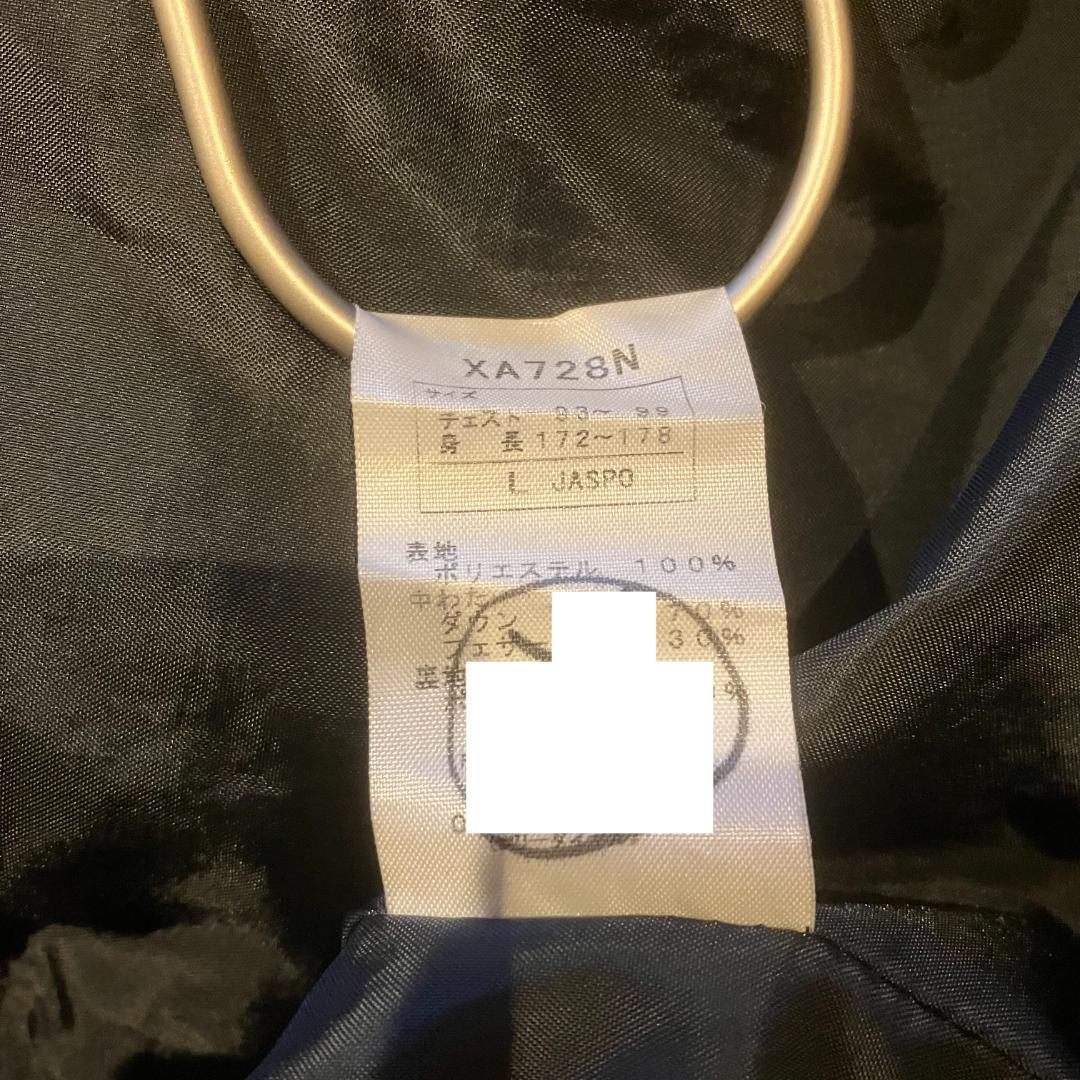 XA728N
サイズ
チェスト 93〜 99
身 長 172〜178
L JASPO
表地
ポリエステル 100%
中わた
ダウン 70%
フェザー 30%